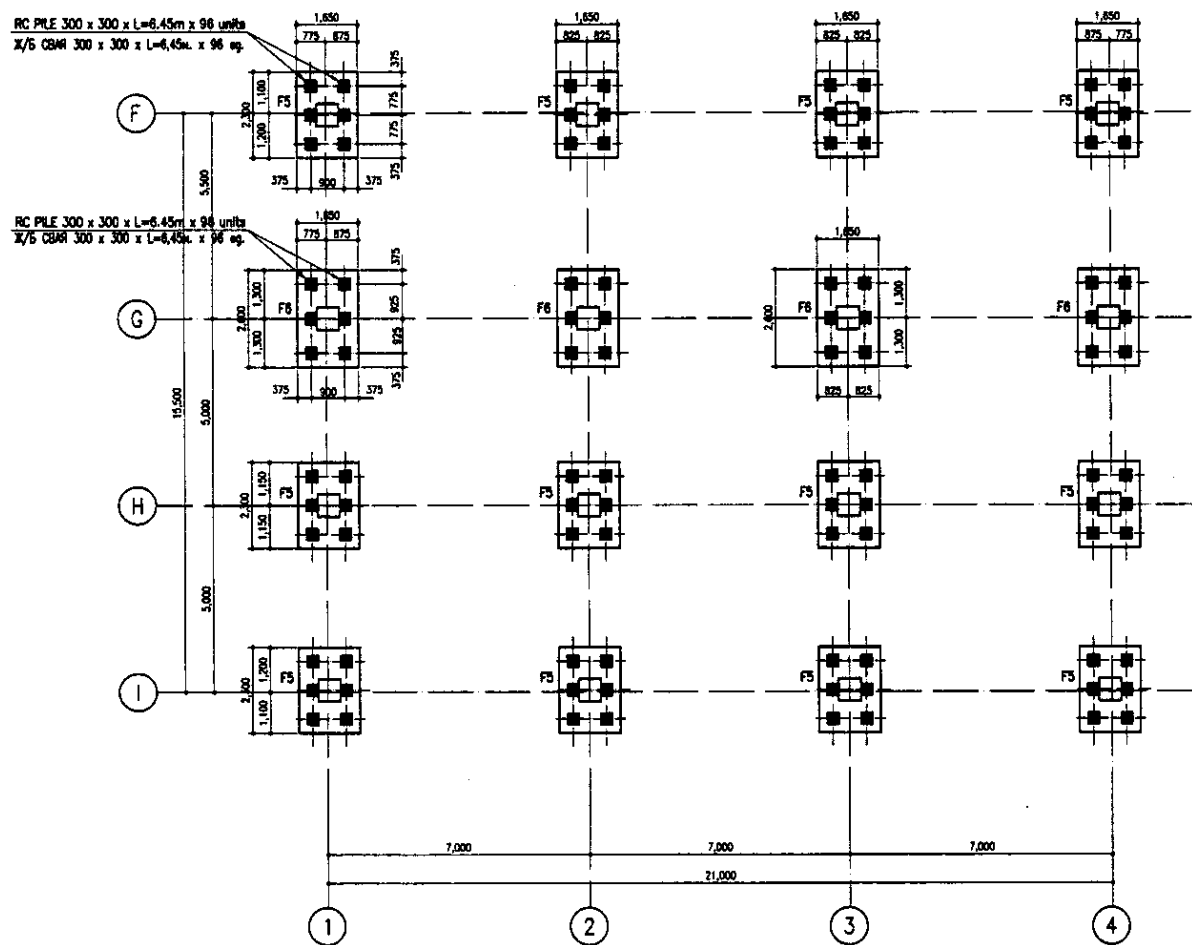 RC PILE 300 x 300 x L=6.45m x 96 units
Ж/Б СВАЯ 300 x 300 x L=6,45м. x 96 eg.
1,650
775 875
1,650
825 825
1,650
825 825
1,650
875 775
F
F5
F5
F5
F5
2,300
1,100
1,200
375
775
775
375
375 900 375
5,500
RC PILE 300 x 300 x L=6.45m x 96 units
Ж/Б СВАЯ 300 x 300 x L=6,45м. x 96 eg.
1,650
775 875
1,650
G
F6
F6
F6
F6
2,600
1,300
1,300
375
925
925
375
2,600
1,300
1,300
375 900 375
825 825
15,500
5,000
H
F5
F5
F5
F5
2,300
1,150
1,150
5,000
I
F5
F5
F5
F5
2,300
1,200
1,100
7,000 7,000 7,000
21,000
1 2 3 4